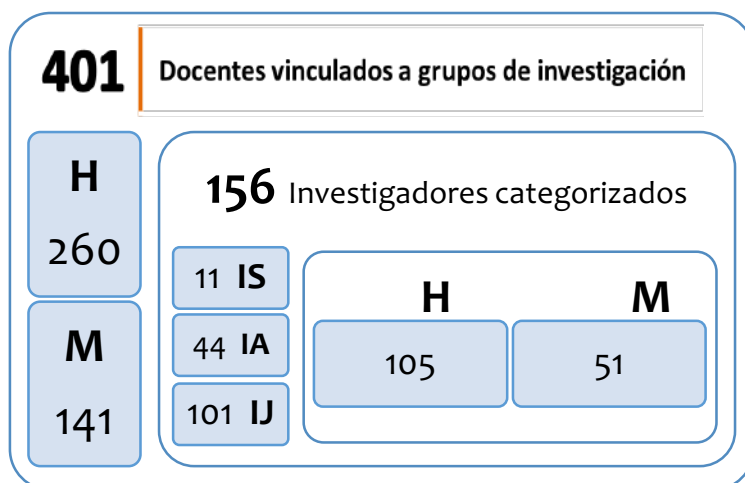 401 Docentes vinculados a grupos de investigación
H
260
M
141
156 Investigadores categorizados
11 IS
44 IA
101 IJ
H M
105 51